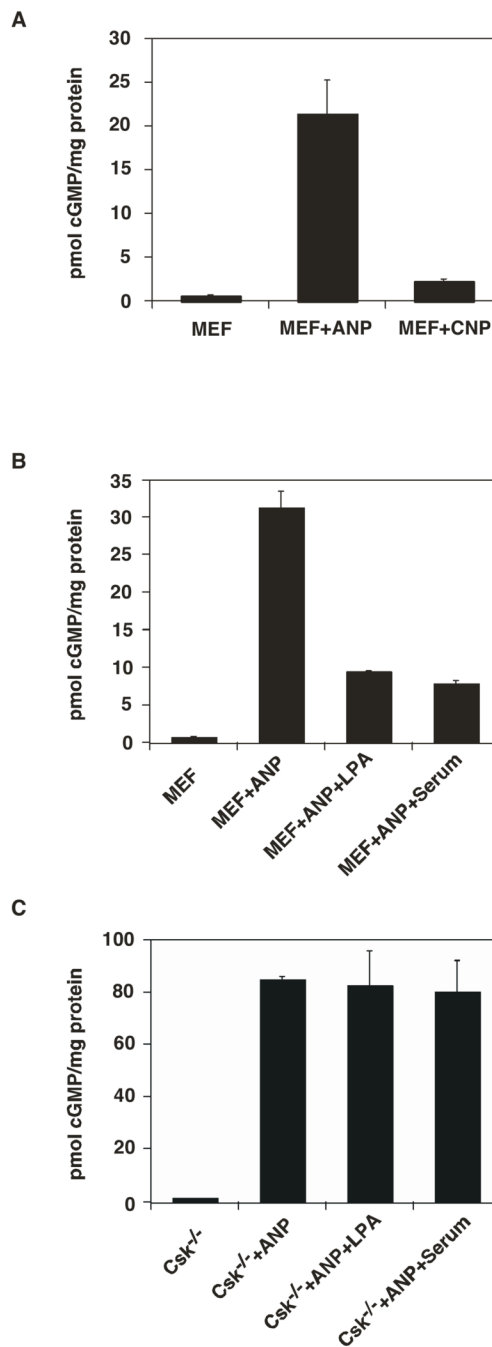 A
pmol cGMP/mg protein
30
25
20
15
10
5
0
MEF MEF+ANP MEF+CNP
B
pmol cGMP/mg protein
35
30
25
20
15
10
5
0
MEF MEF+ANP MEF+ANP+LPA MEF+ANP+Serum
C
pmol cGMP/mg protein
100
80
60
40
20
0
Csk-/- Csk-/-+ANP Csk-/-+ANP+LPA Csk-/-+ANP+Serum